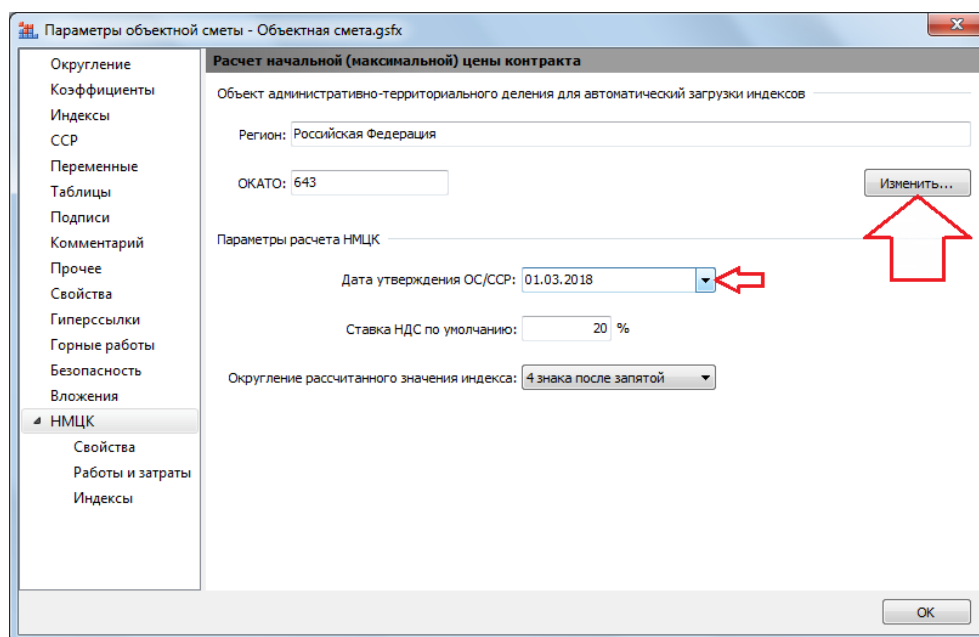 Параметры объектной сметы - Объектная смета.gsfx
Округление
Коэффициенты
Индексы
ССР
Переменные
Таблицы
Подписи
Комментарий
Прочее
Свойства
Гиперссылки
Горные работы
Безопасность
Вложения
НМЦК
Свойства
Работы и затраты
Индексы
Расчет начальной (максимальной) цены контракта
Объект административно-территориального деления для автоматический загрузки индексов
Регион: Российская Федерация
ОКАТО: 643
Изменить...
Параметры расчета НМЦК
Дата утверждения ОС/ССР: 01.03.2018
Ставка НДС по умолчанию: 20 %
Округление рассчитанного значения индекса: 4 знака после запятой
ОК